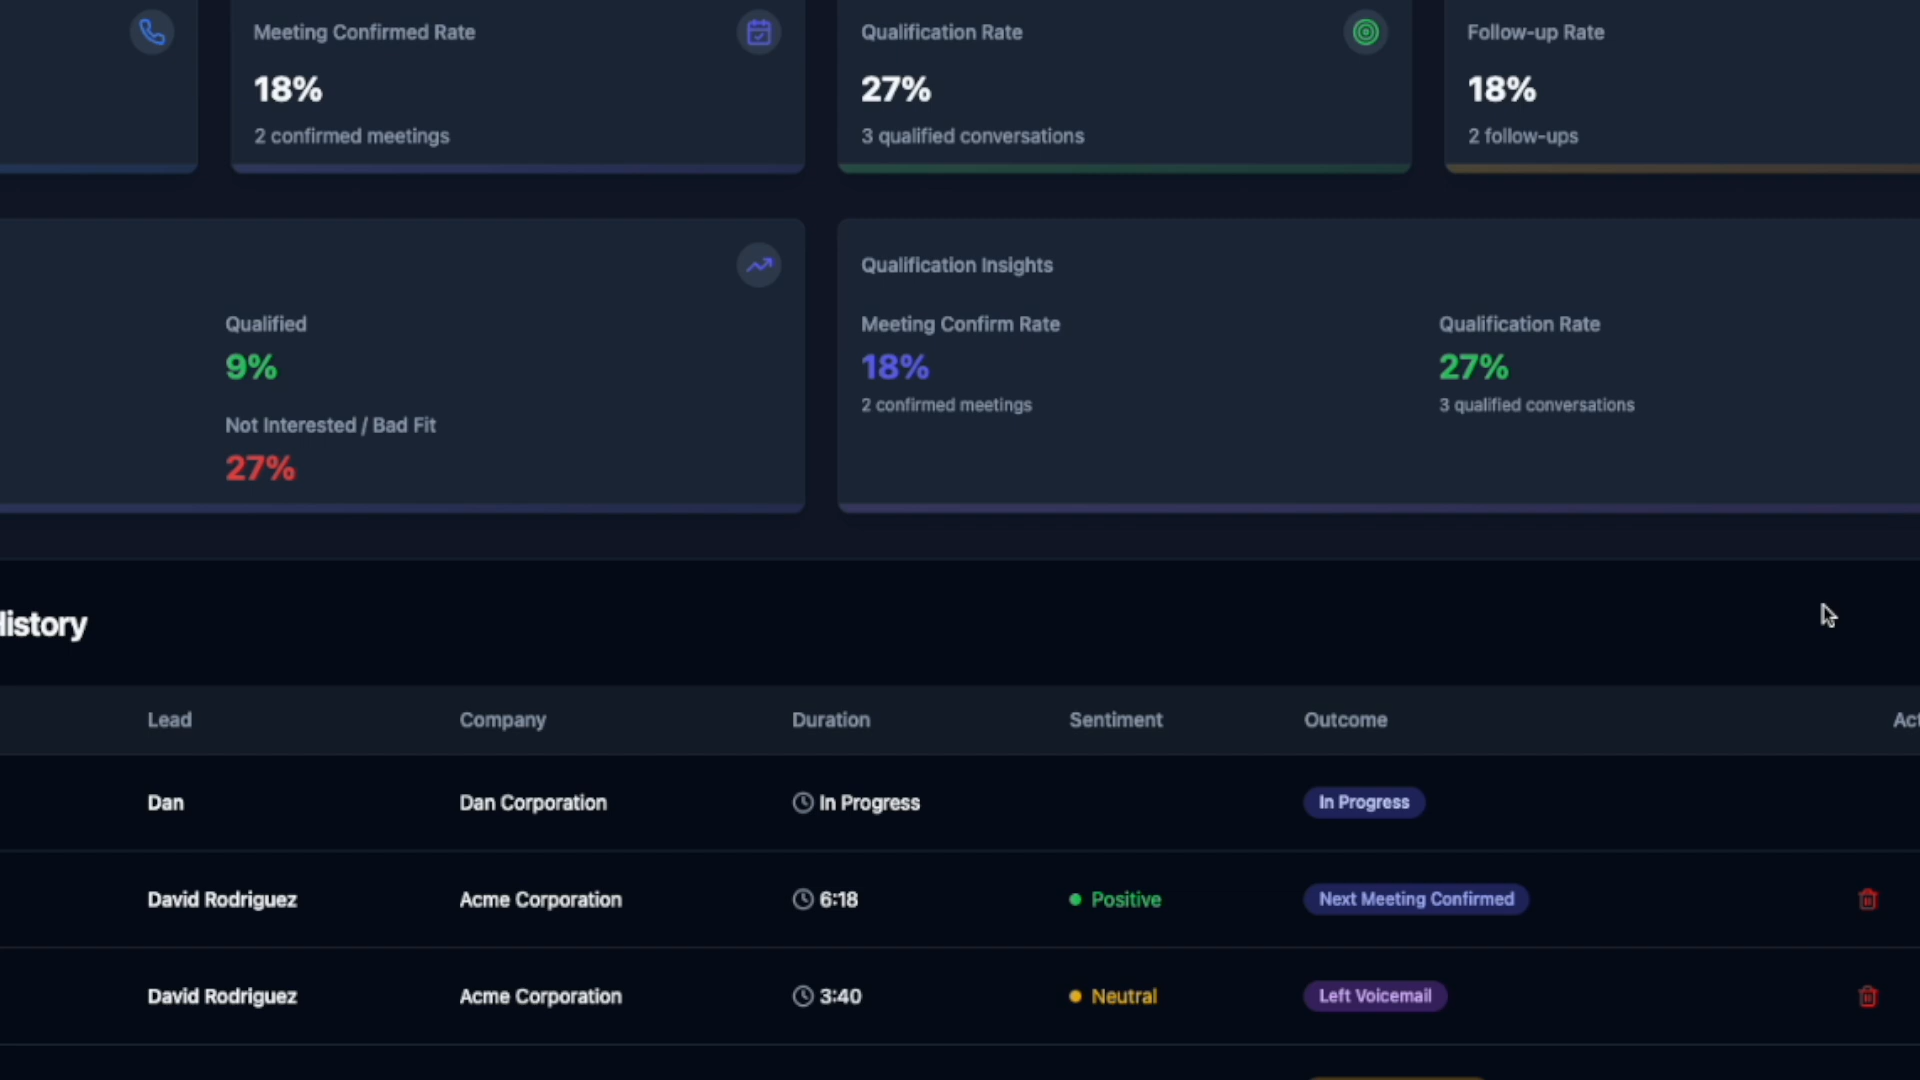 Meeting Confirmed Rate
18%
2 confirmed meetings
Qualification Rate
27%
3 qualified conversations
Follow-up Rate
18%
2 follow-ups
Qualified
9%
Not Interested / Bad Fit
27%
Qualification Insights
Meeting Confirm Rate
18%
2 confirmed meetings
Qualification Rate
27%
3 qualified conversations
History
Lead Company Duration Sentiment Outcome Act
Dan Dan Corporation In Progress In Progress
David Rodriguez Acme Corporation 6:18 Positive Next Meeting Confirmed
David Rodriguez Acme Corporation 3:40 Neutral Left Voicemail